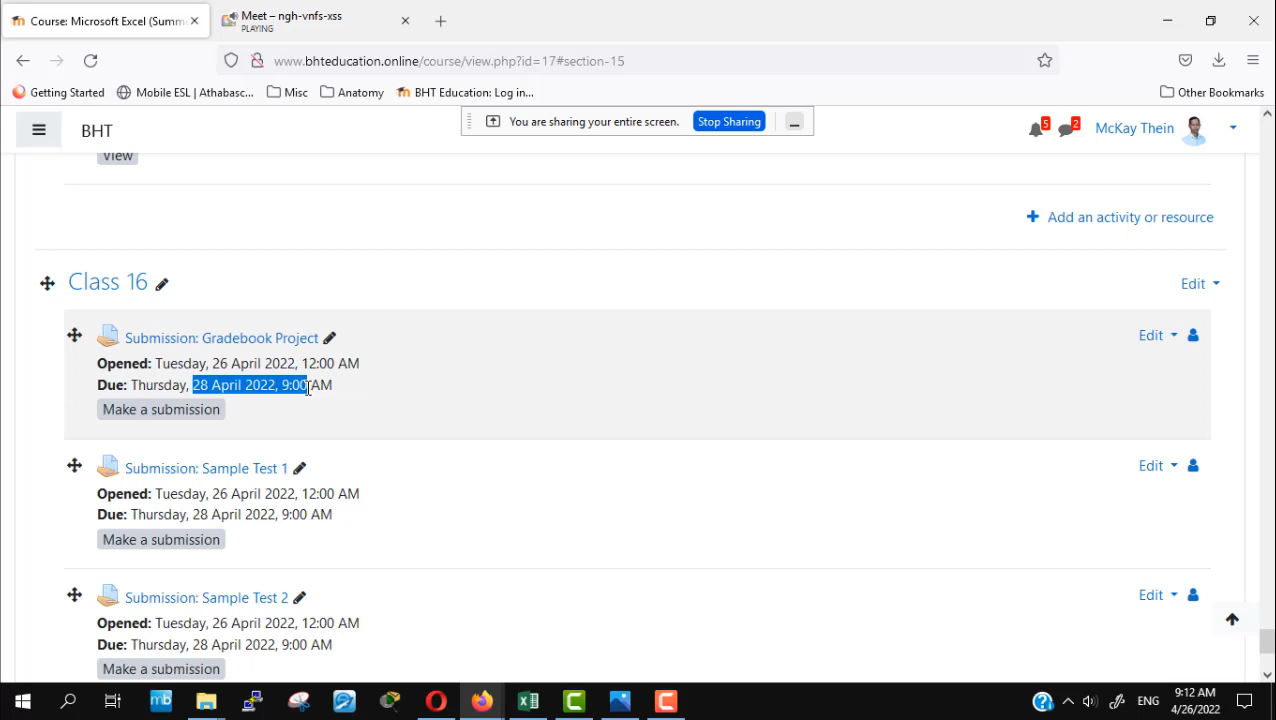 Course: Microsoft Excel (Summ
Meet – ngh-vnfs-xss
PLAYING
www.bhteducation.online/course/view.php?id=17#section-15
Getting Started
Mobile ESL | Athabasc...
Misc
Anatomy
BHT Education: Log in...
Other Bookmarks
BHT
You are sharing your entire screen.
Stop Sharing
5
2
McKay Thein
View
Add an activity or resource
Class 16
Edit
Submission: Gradebook Project
Edit
Opened: Tuesday, 26 April 2022, 12:00 AM
Due: Thursday, 28 April 2022, 9:00 AM
Make a submission
Submission: Sample Test 1
Edit
Opened: Tuesday, 26 April 2022, 12:00 AM
Due: Thursday, 28 April 2022, 9:00 AM
Make a submission
Submission: Sample Test 2
Edit
Opened: Tuesday, 26 April 2022, 12:00 AM
Due: Thursday, 28 April 2022, 9:00 AM
Make a submission
mb
ENG
9:12 AM
4/26/2022